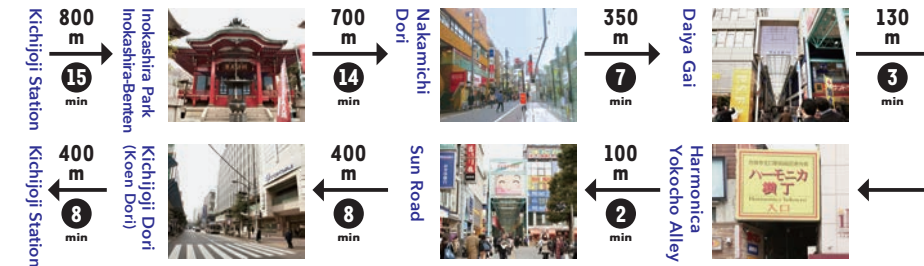 Kichijoji Station
800
m
15
min
Inokashira Park
Inokashira-Benten
700
m
14
min
Nakamichi
Dori
350
m
7
min
Daiya Gai
130
m
3
min
Harmonica
Yokocho Alley
ハーモニカ
横丁
入口
100
m
2
min
Sun Road
400
m
8
min
Kichijoji Dori
(Koen Dori)
400
m
8
min
Kichijoji Station